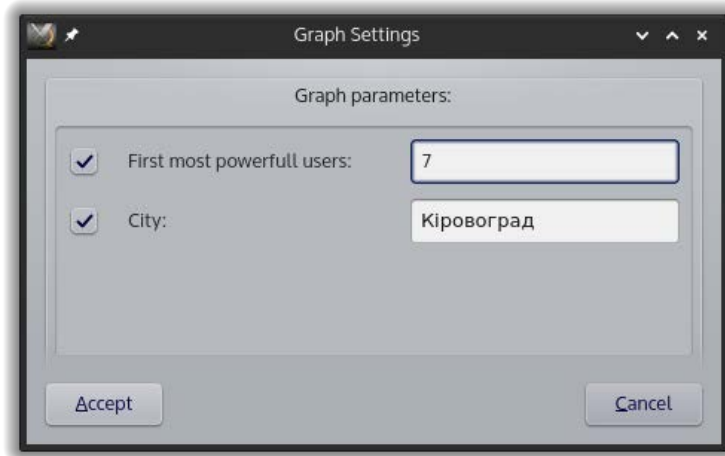 Graph Settings
Graph parameters:
First most powerfull users: 7
City: Кіровоград
Accept Cancel